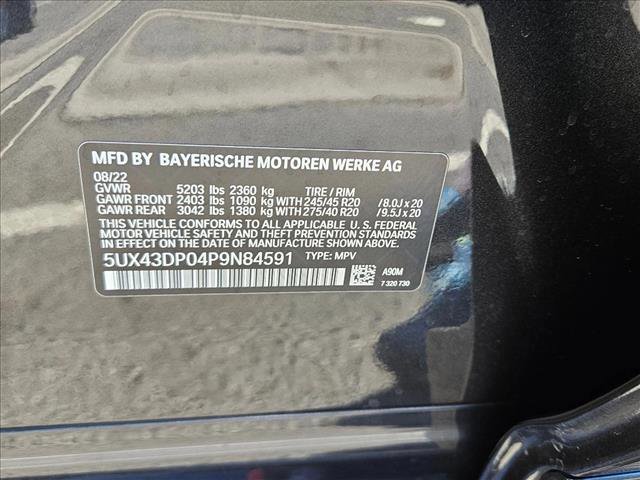 MFD BY BAYERISCHE MOTOREN WERKE AG
08/22
GVWR 5203 lbs 2360 kg TIRE / RIM
GAWR FRONT 2403 lbs 1090 kg WITH 245/45 R20 /8.0J x 20
GAWR REAR 3042 lbs 1380 kg WITH 275/40 R20 /9.5J x 20
THIS VEHICLE CONFORMS TO ALL APPLICABLE U. S. FEDERAL
MOTOR VEHICLE SAFETY AND THEFT PREVENTION STANDARDS
IN EFFECT ON THE DATE OF MANUFACTURE SHOWN ABOVE.
5UX43DP04P9N84591 TYPE: MPV
A90M
7 320 730